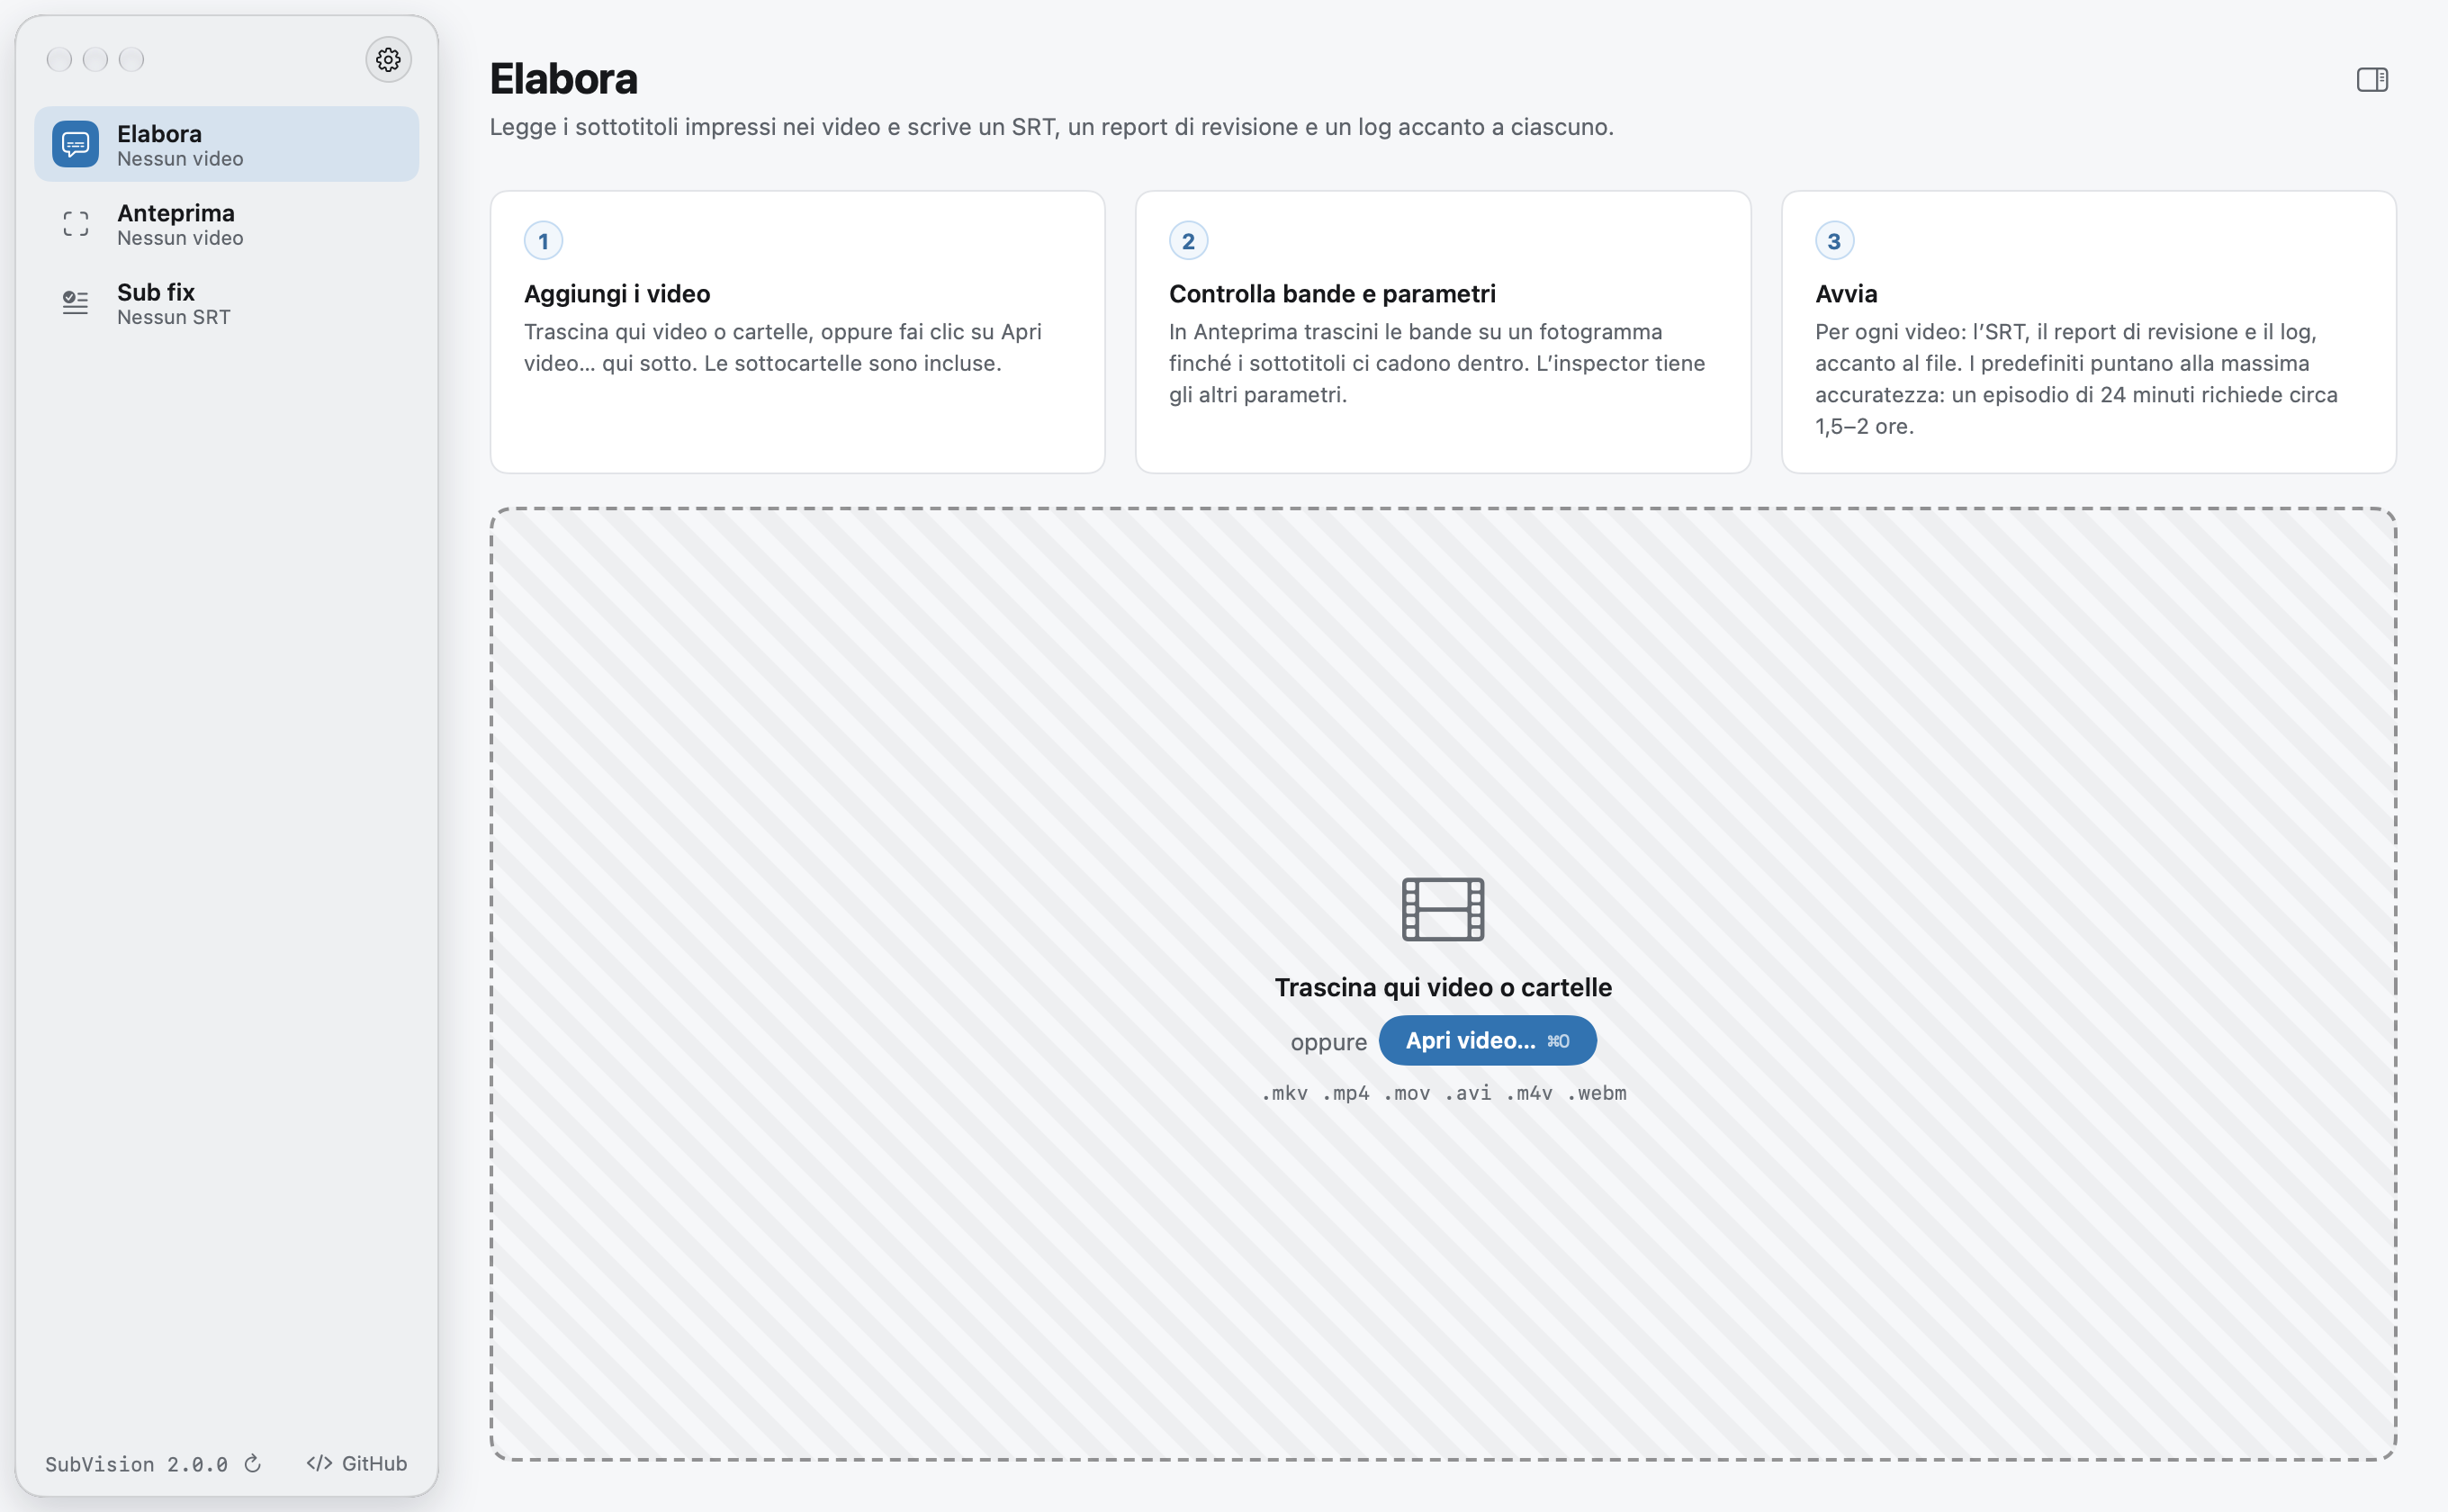 Elabora
Nessun video
Anteprima
Nessun video
Sub fix
Nessun SRT
SubVision 2.0.0
GitHub
Elabora
Legge i sottotitoli impressi nei video e scrive un SRT, un report di revisione e un log accanto a ciascuno.
1
Aggiungi i video
Trascina qui video o cartelle, oppure fai clic su Apri
video… qui sotto. Le sottocartelle sono incluse.
2
Controlla bande e parametri
In Anteprima trascini le bande su un fotogramma
finché i sottotitoli ci cadono dentro. L’inspector tiene
gli altri parametri.
3
Avvia
Per ogni video: l’SRT, il report di revisione e il log,
accanto al file. I predefiniti puntano alla massima
accuratezza: un episodio di 24 minuti richiede circa
1,5–2 ore.
Trascina qui video o cartelle
oppure Apri video… ⌘O
.mkv .mp4 .mov .avi .m4v .webm